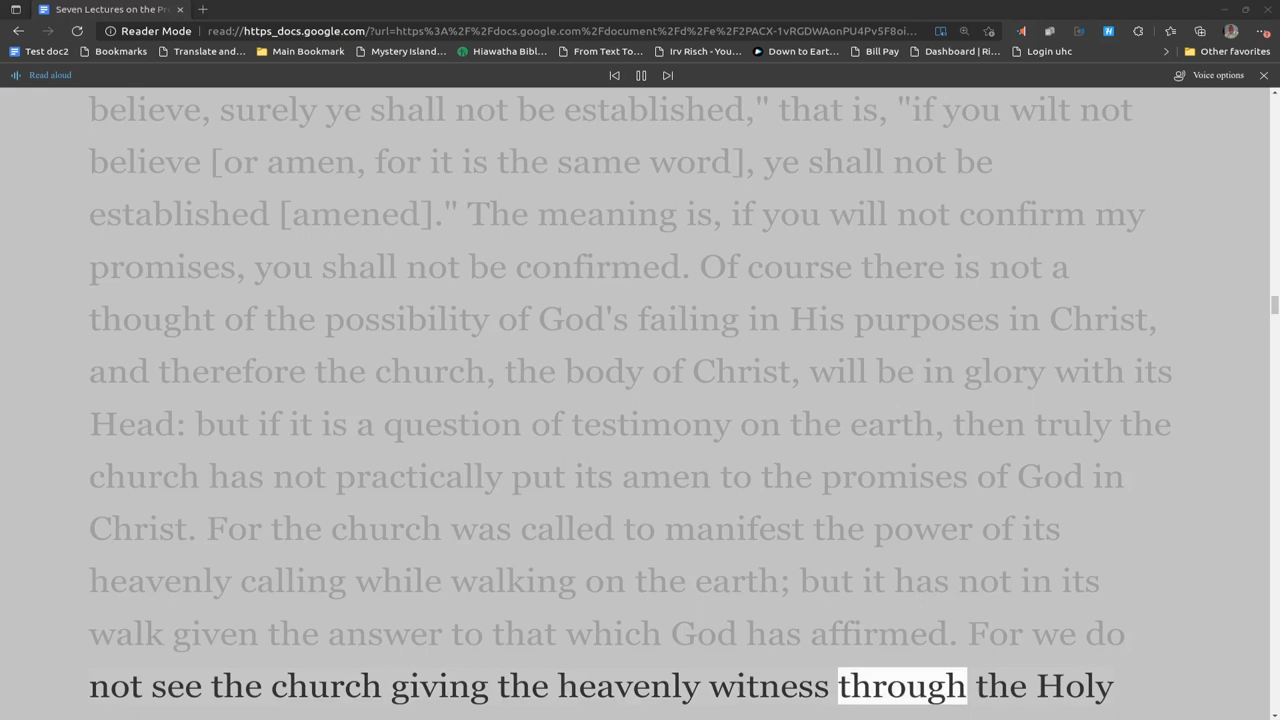 Seven Lectures on the Pr
Reader Mode
read://https_docs.google.com/?url=https%3A%2F%2Fdocs.google.com%2Fdocument%2Fd%2Fe%2F2PACX-1vRGDWAonPU4Pv5F8oi...
Test doc2 Bookmarks Translate and... Main Bookmark Mystery Island... Hiawatha Bibl... From Text To... Irv Risch - You... Down to Eart... Bill Pay Dashboard | Ri... Login uhc Other favorites
Read aloud Voice options
believe, surely ye shall not be established," that is, "if you wilt not
believe [or amen, for it is the same word], ye shall not be
established [amened]." The meaning is, if you will not confirm my
promises, you shall not be confirmed. Of course there is not a
thought of the possibility of God's failing in His purposes in Christ,
and therefore the church, the body of Christ, will be in glory with its
Head: but if it is a question of testimony on the earth, then truly the
church has not practically put its amen to the promises of God in
Christ. For the church was called to manifest the power of its
heavenly calling while walking on the earth; but it has not in its
walk given the answer to that which God has affirmed. For we do
not see the church giving the heavenly witness through the Holy